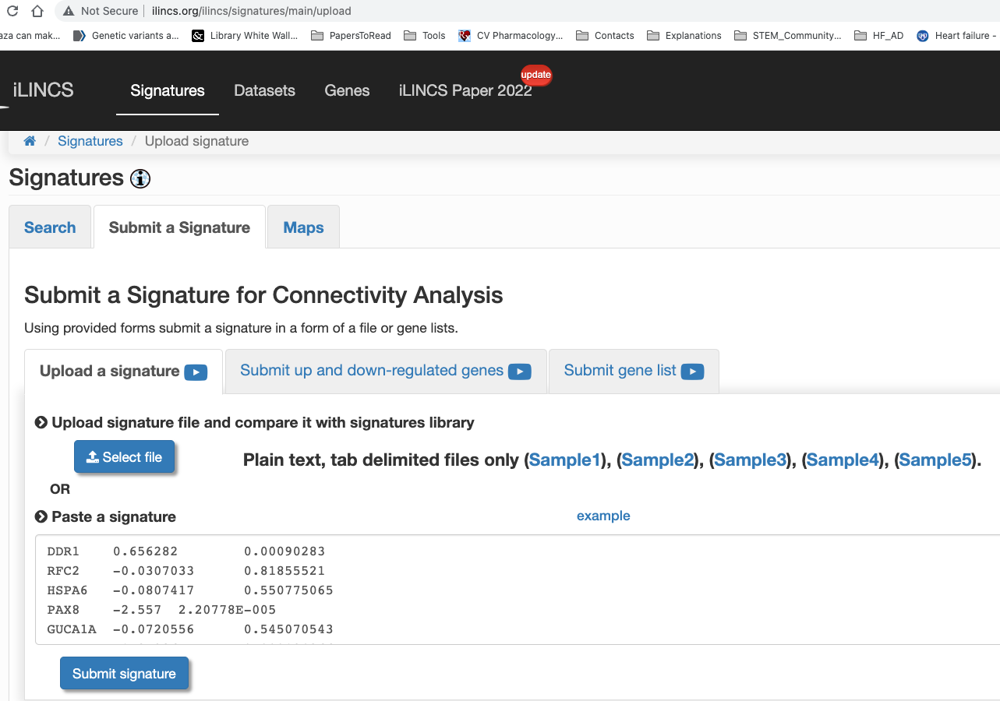 Not Secure ilincs.org/ilincs/signatures/main/upload
aza can mak... Genetic variants a... Library White Wall... PapersToRead Tools CV Pharmacology... Contacts Explanations STEM_Community... HF_AD Heart failure -
iLINCS Signatures Datasets Genes iLINCS Paper 2022 update
/ Signatures / Upload signature
Signatures
Search Submit a Signature Maps
Submit a Signature for Connectivity Analysis
Using provided forms submit a signature in a form of a file or gene lists.
Upload a signature Submit up and down-regulated genes Submit gene list
Upload signature file and compare it with signatures library
Select file Plain text, tab delimited files only (Sample1), (Sample2), (Sample3), (Sample4), (Sample5).
OR
Paste a signature example
DDR1 0.656282 0.00090283
RFC2 -0.0307033 0.81855521
HSPA6 -0.0807417 0.550775065
PAX8 -2.557 2.20778E-005
GUCA1A -0.0720556 0.545070543
Submit signature